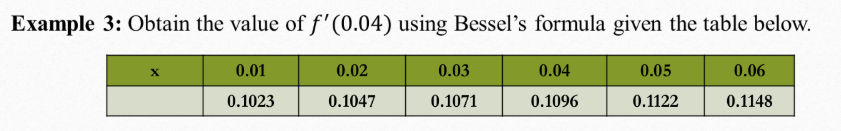 Example 3: Obtain the value of f′(0.04) using Bessel’s formula given the table below.
x 0.01 0.02 0.03 0.04 0.05 0.06
0.1023 0.1047 0.1071 0.1096 0.1122 0.1148